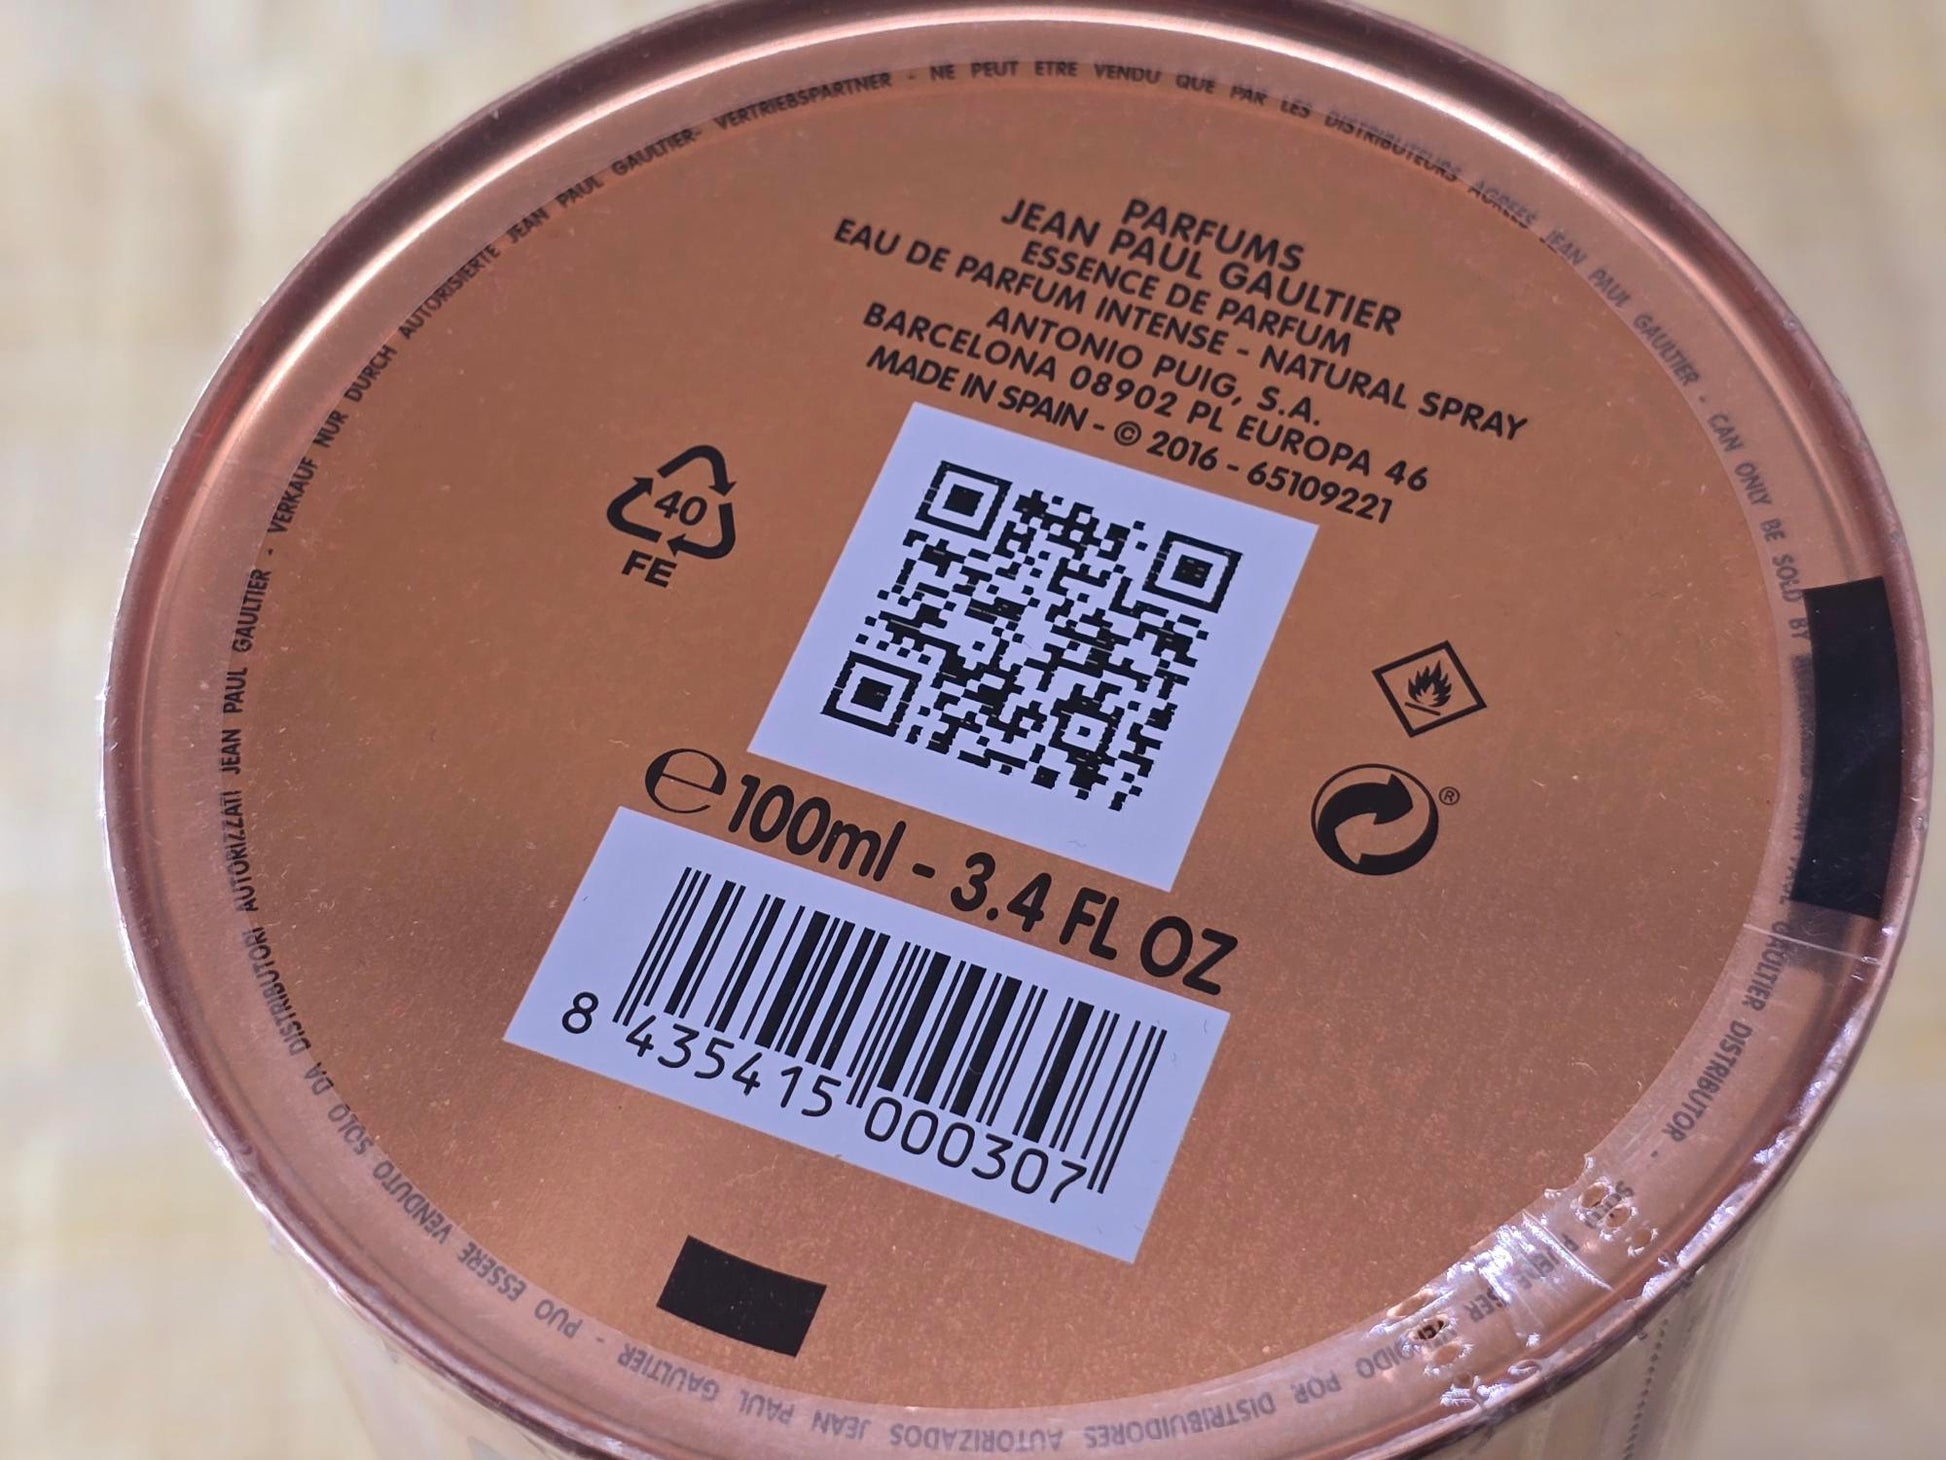 PARFUMS
JEAN PAUL GAULTIER
ESSENCE DE PARFUM
EAU DE PARFUM INTENSE - NATURAL SPRAY
ANTONIO PUIG, S.A.
BARCELONA 08902 PL EUROPA 46
MADE IN SPAIN - © 2016 - 65109221
40
FE
®
e 100ml - 3.4 FL OZ
8 435415 000307
NE PEUT ETRE VENDU QUE PAR LES DISTRIBUTEURS AGREES JEAN PAUL GAULTIER - CAN ONLY BE SOLD BY GAULTIER DISTRIBUTOR -
SOLO PUEDE SER VENDIDO POR DISTRIBUIDORES AUTORIZADOS JEAN PAUL GAULTIER - PUO ESSERE VENDUTO SOLO DA DISTRIBUTORI AUTORIZZATI JEAN PAUL GAULTIER - VERKAUF NUR DURCH AUTORISIERTE JEAN PAUL GAULTIER- VERTRIEBSPARTNER -